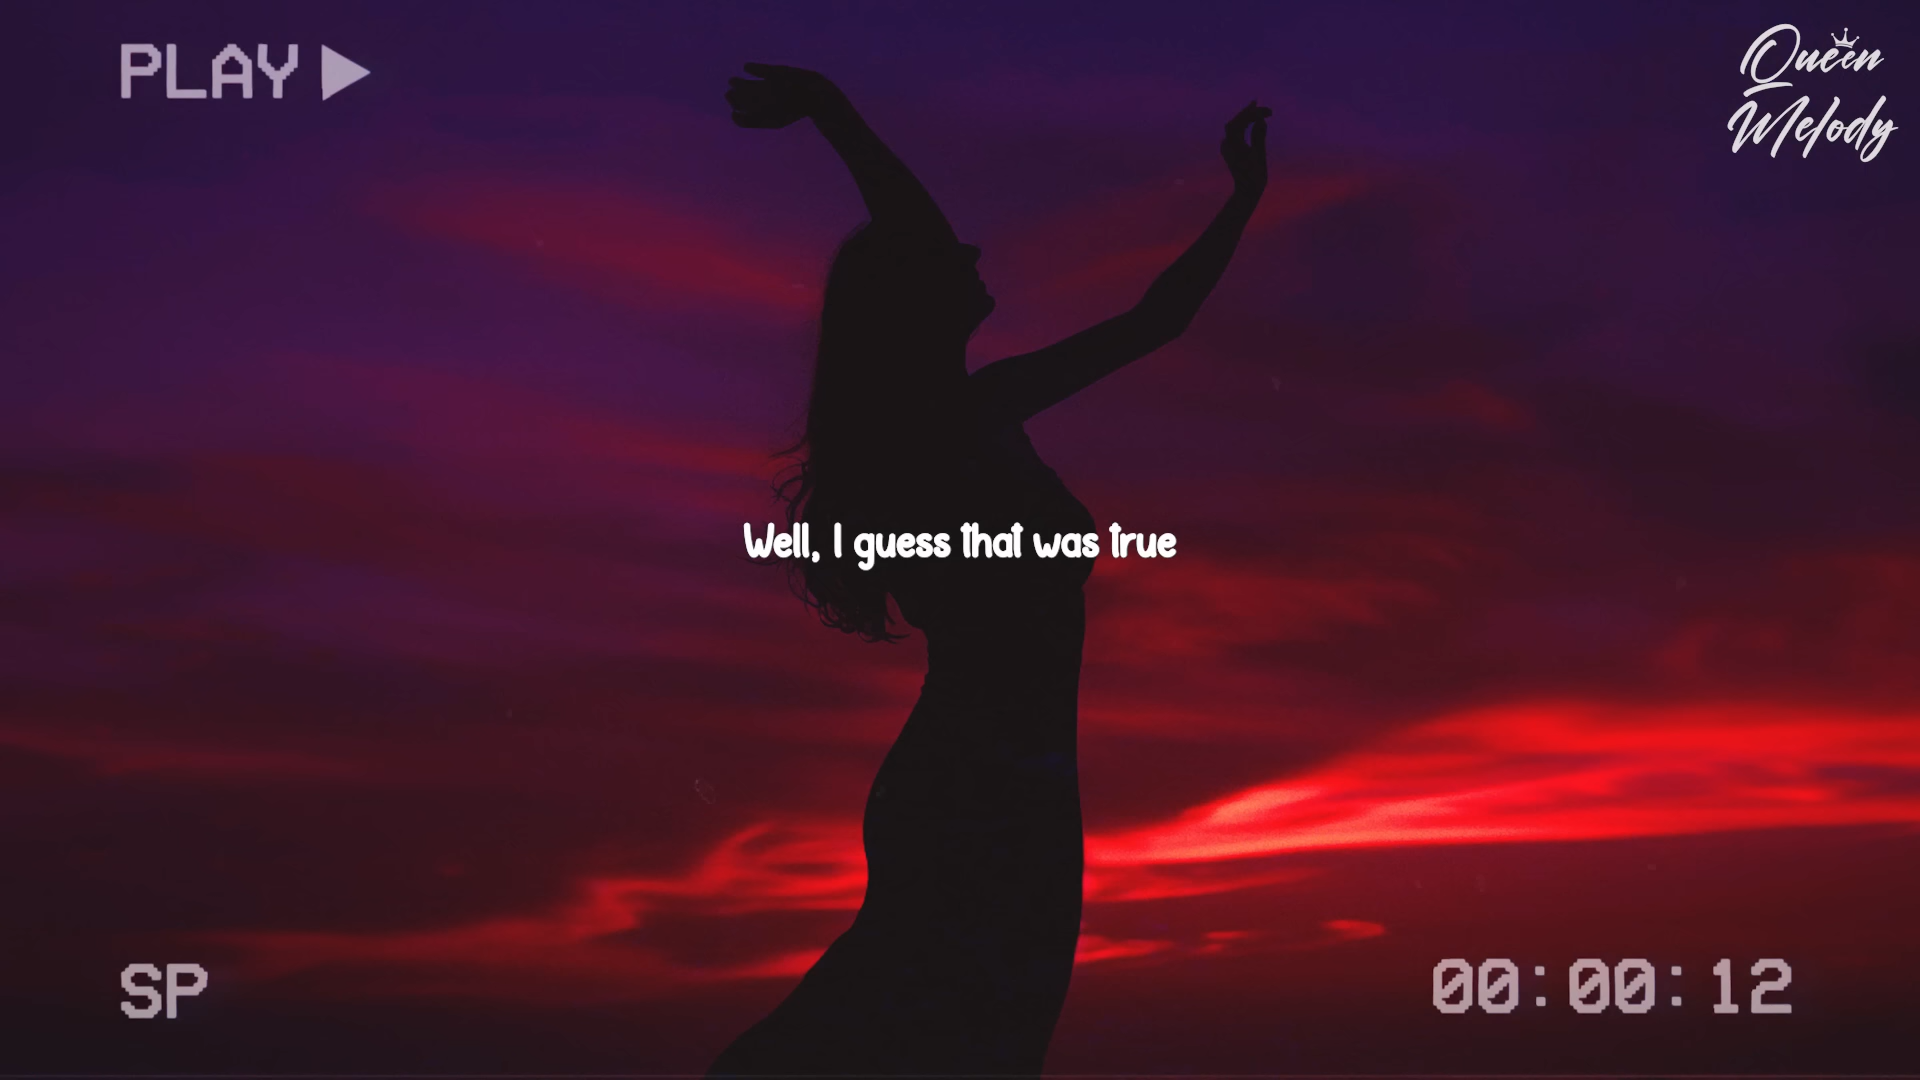 PLAY
Queen
Melody
Well, I guess that was true
SP
00:00:12